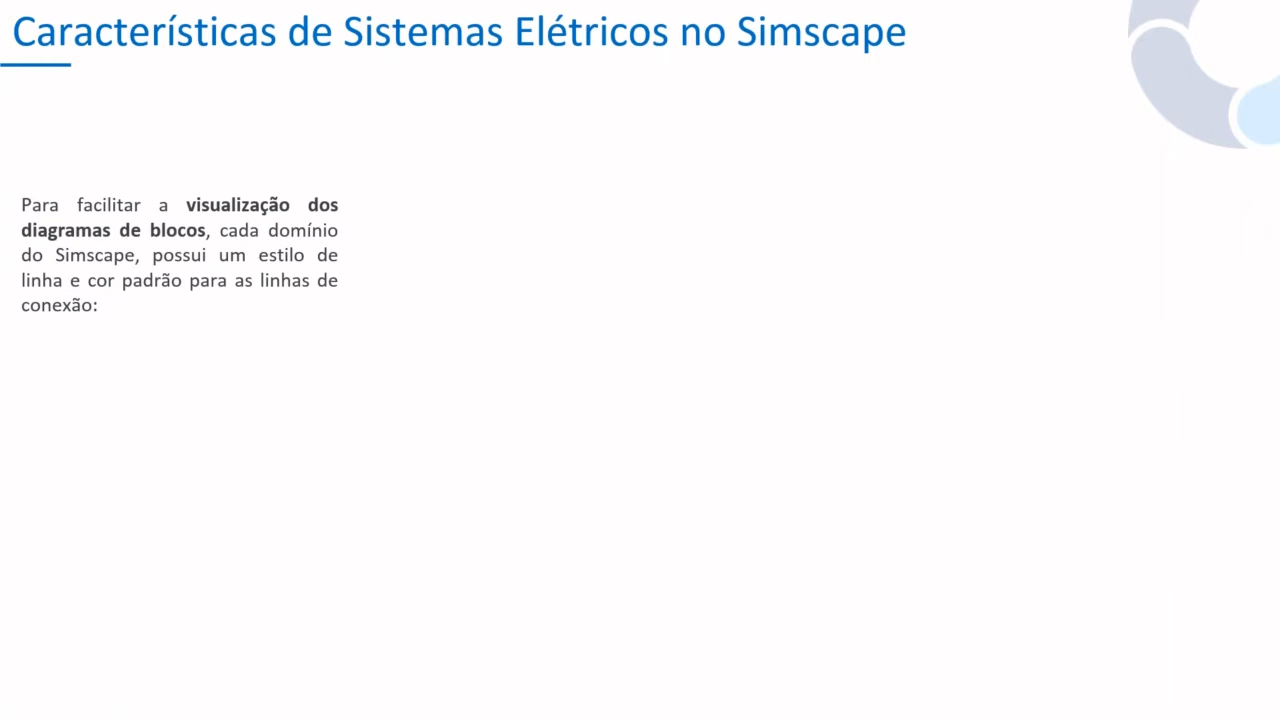 Características de Sistemas Elétricos no Simscape
Para facilitar a visualização dos
diagramas de blocos, cada domínio
do Simscape, possui um estilo de
linha e cor padrão para as linhas de
conexão: